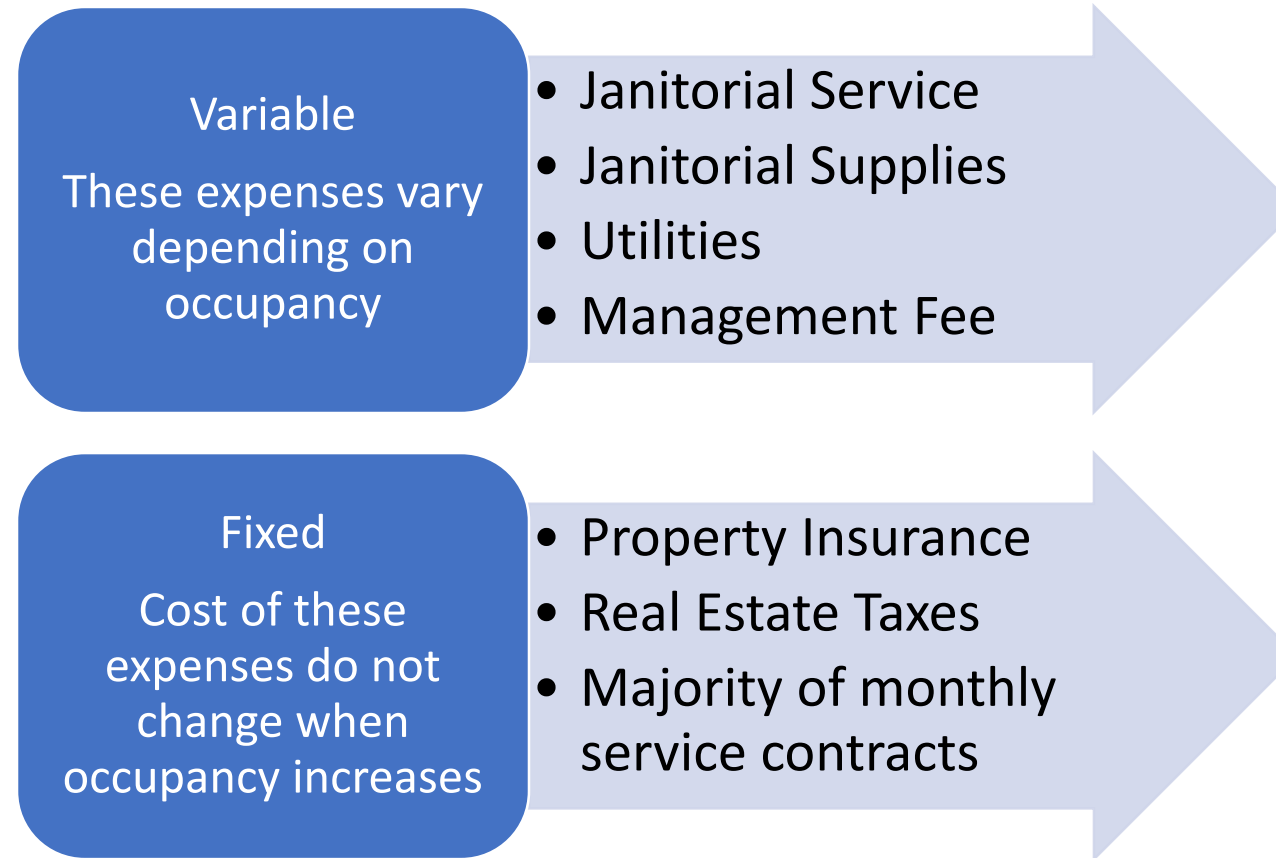 Variable
These expenses vary
depending on
occupancy
• Janitorial Service
• Janitorial Supplies
• Utilities
• Management Fee
Fixed
Cost of these
expenses do not
change when
occupancy increases
• Property Insurance
• Real Estate Taxes
• Majority of monthly
service contracts